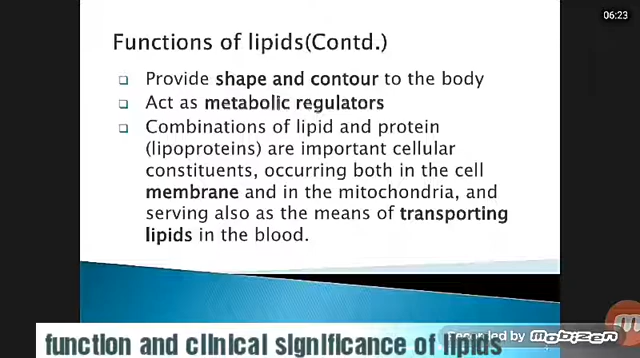 06:23
Functions of lipids(Contd.)
Provide shape and contour to the body
Act as metabolic regulators
Combinations of lipid and protein
(lipoproteins) are important cellular
constituents, occurring both in the cell
membrane and in the mitochondria, and
serving also as the means of transporting
lipids in the blood.
Recorded by mobizen
function and clinical significance of lipids